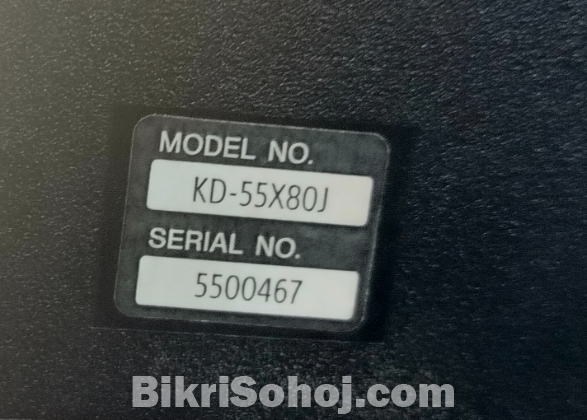 MODEL NO.
KD-55X80J
SERIAL NO.
5500467
BikriSohoj.com